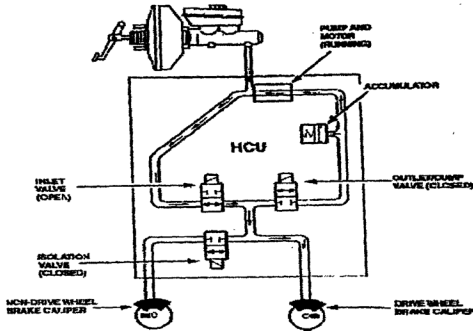 PUMP AND
MOTOR
(RUNNING)
ACCUMULATOR
HCU
INLET
VALVE
(OPEN)
OUTLET/DUMP
VALVE (CLOSED)
ISOLATION
VALVE
(CLOSED)
NON-DRIVE WHEEL
BRAKE CALIPER
DRIVE WHEEL
BRAKE CALIPER